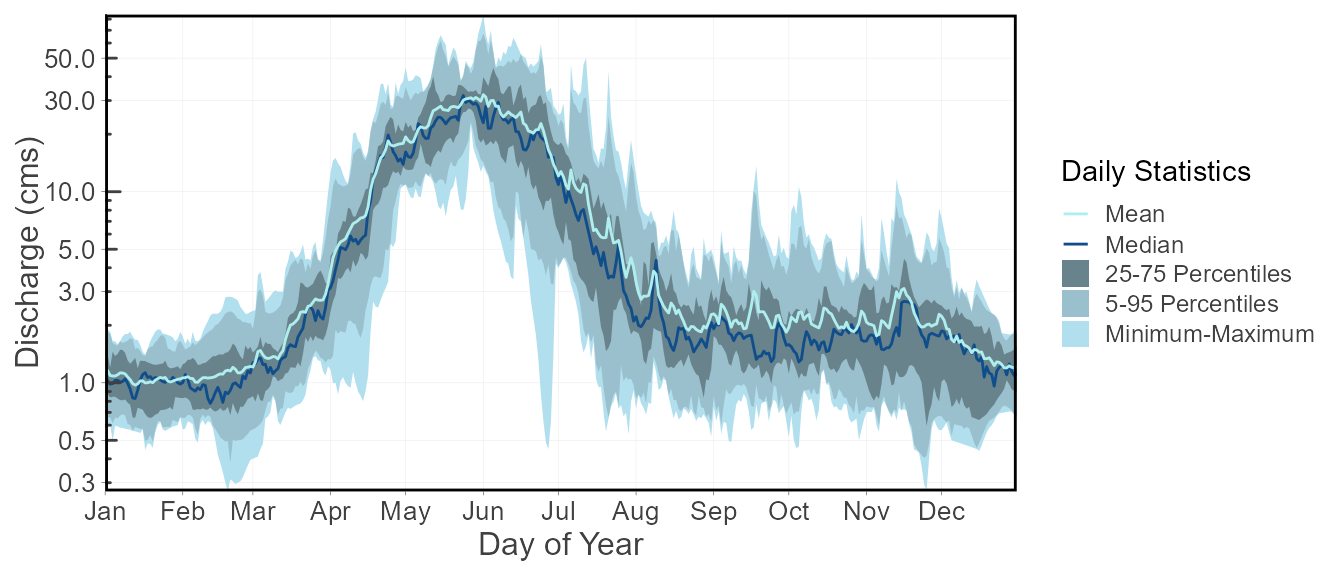 Discharge (cms)
50.0
30.0
10.0
5.0
3.0
1.0
0.5
0.3
Jan Feb Mar Apr May Jun Jul Aug Sep Oct Nov Dec
Day of Year
Daily Statistics
Mean
Median
25-75 Percentiles
5-95 Percentiles
Minimum-Maximum